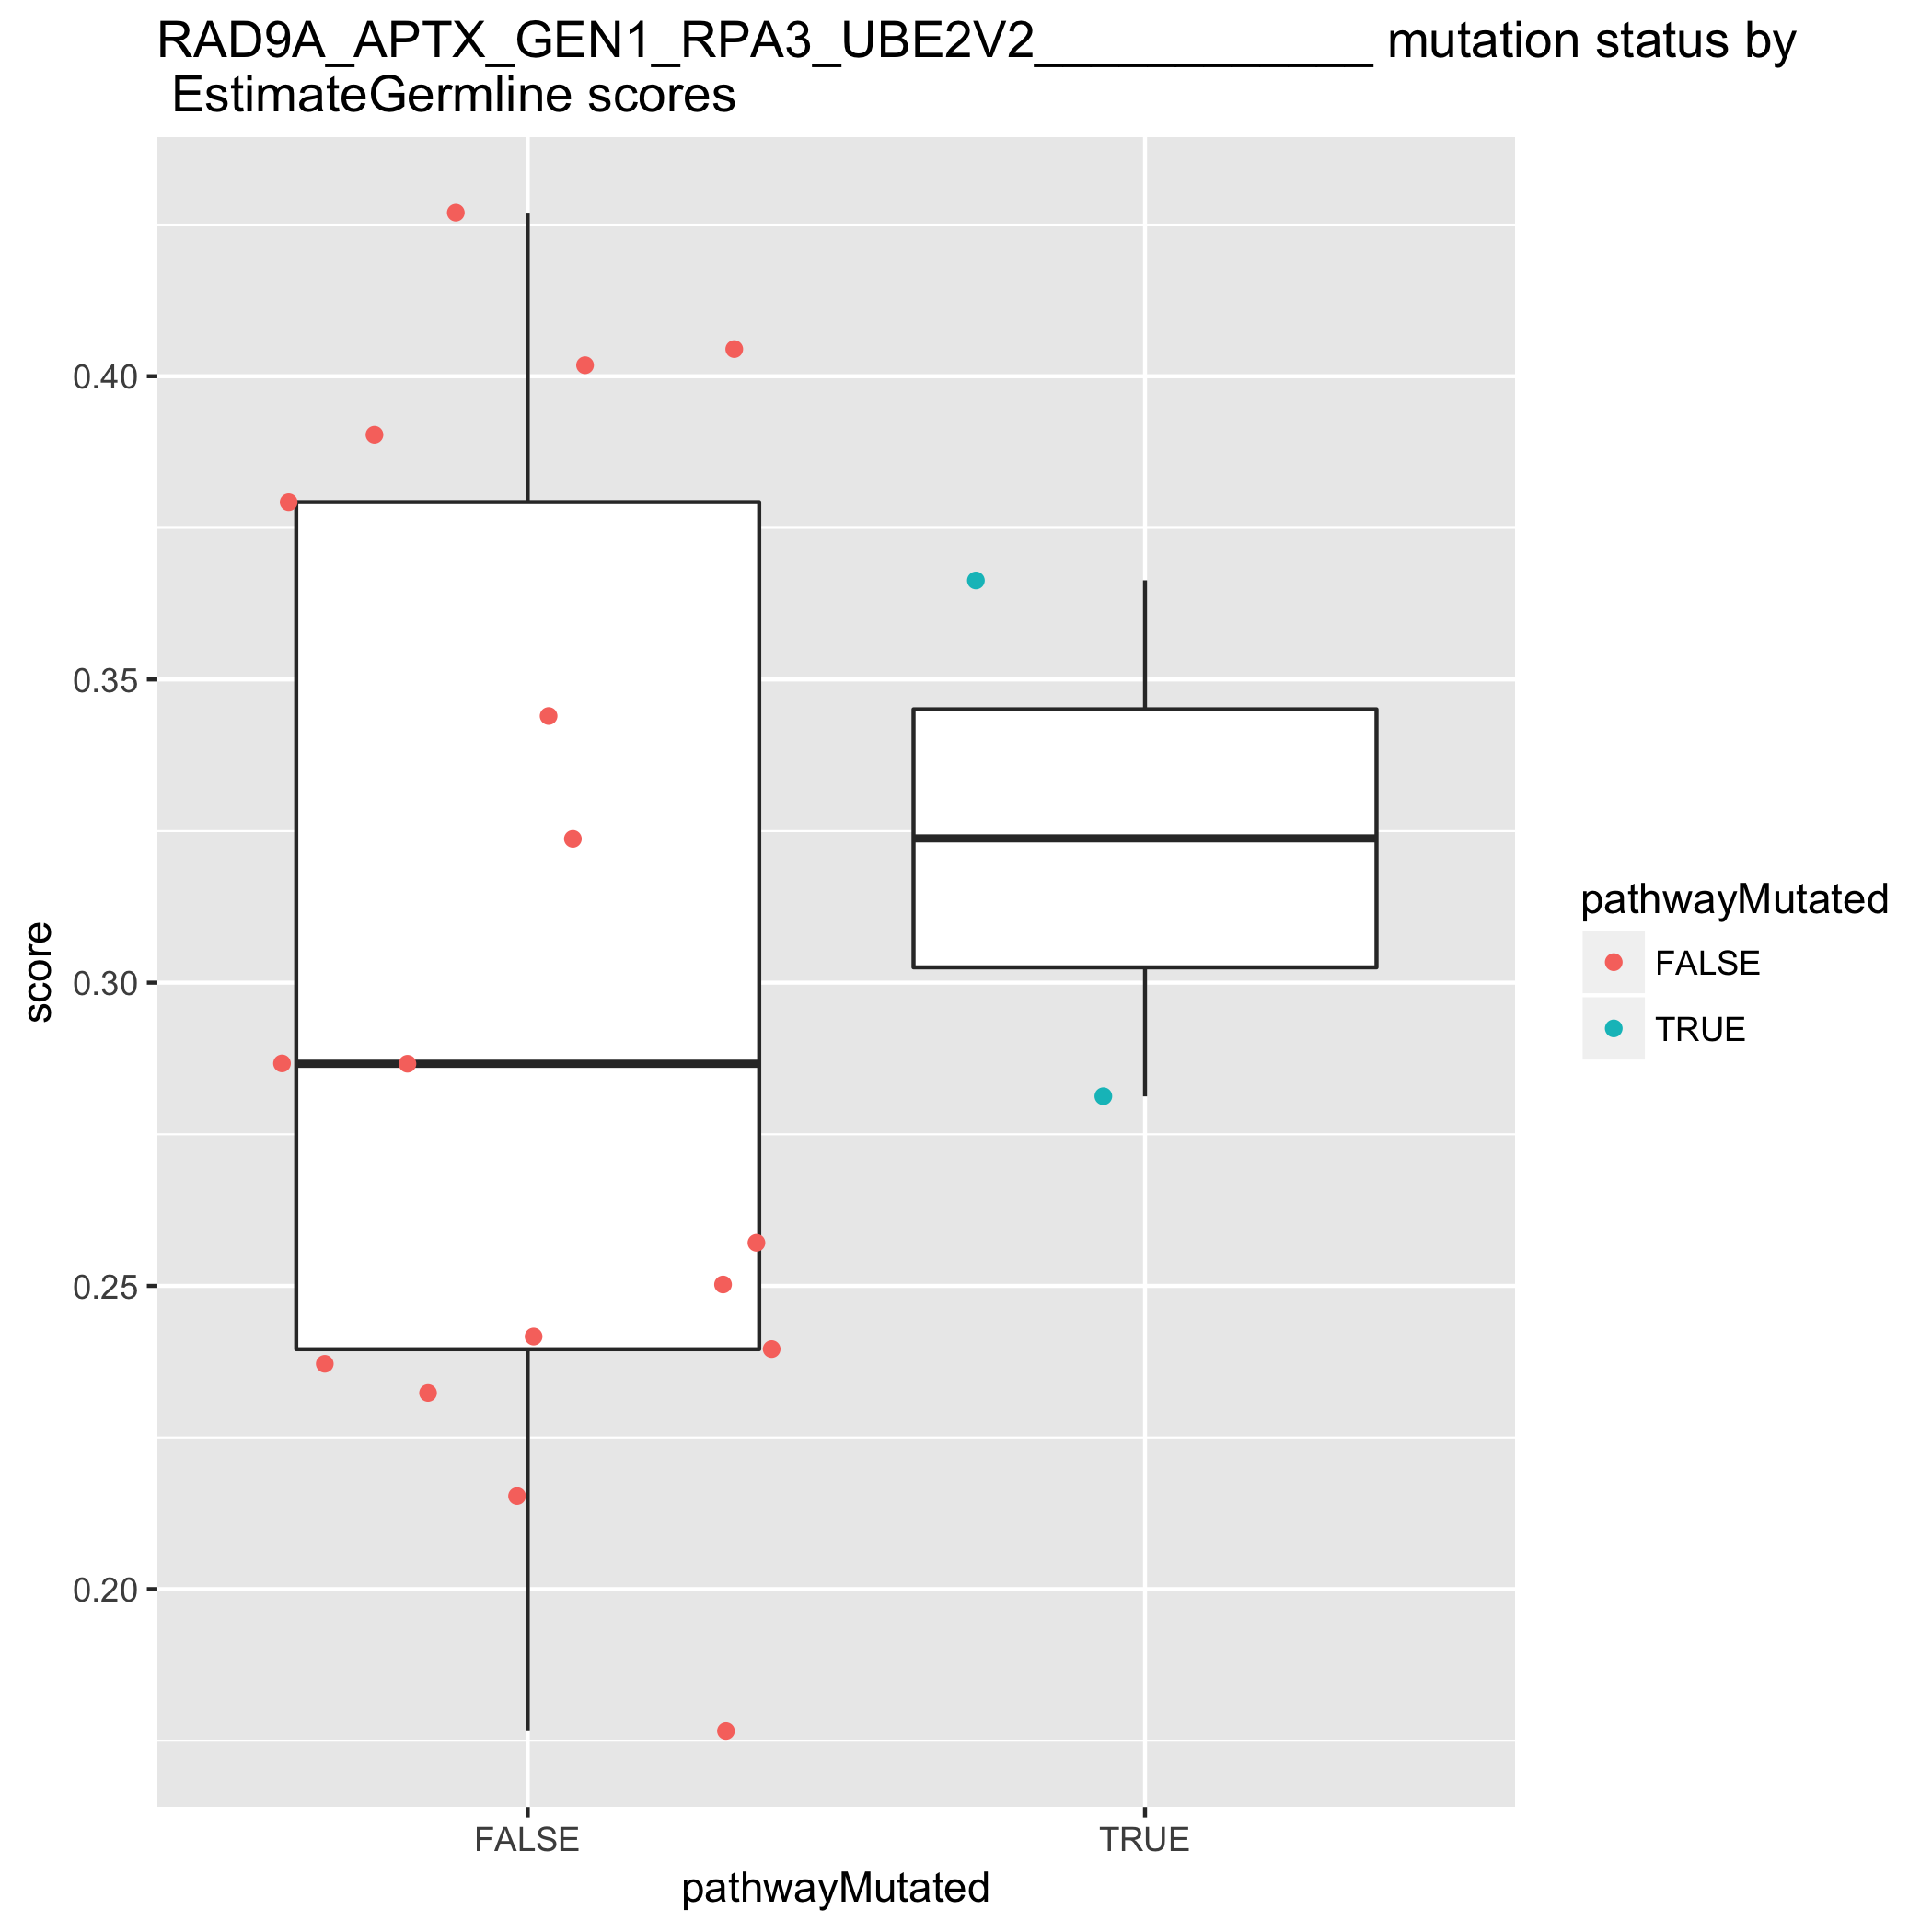 RAD9A_APTX_GEN1_RPA3_UBE2V2____________ mutation status by
EstimateGermline scores
0.40
0.35
0.30
0.25
0.20
score
FALSE
TRUE
pathwayMutated
pathwayMutated
FALSE
TRUE